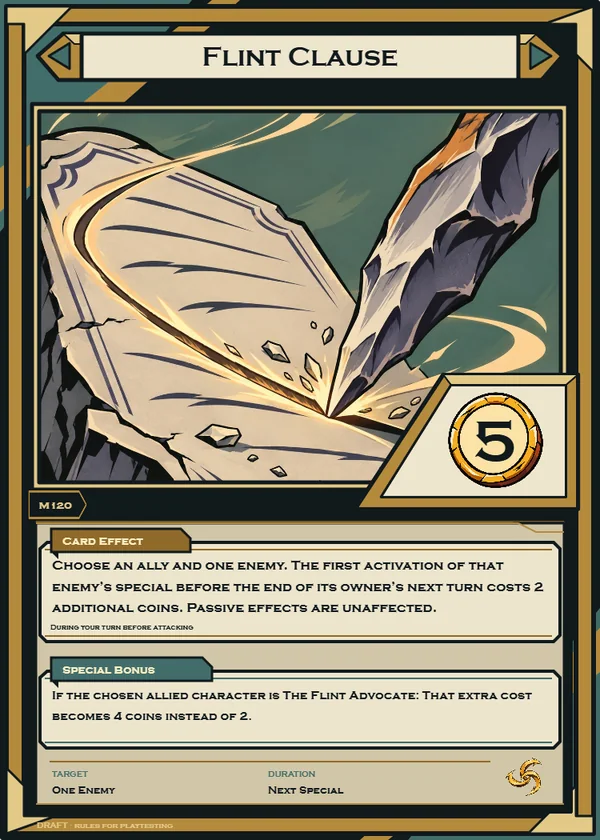 Flint Clause
5
M120
Card Effect
Choose an ally and one enemy. The first activation of that
enemy's special before the end of its owner's next turn costs 2
additional coins. Passive effects are unaffected.
During your turn before attacking
Special Bonus
If the chosen allied character is The Flint Advocate: That extra cost
becomes 4 coins instead of 2.
Target
Duration
One Enemy
Next Special
DRAFT · Rules for playtesting